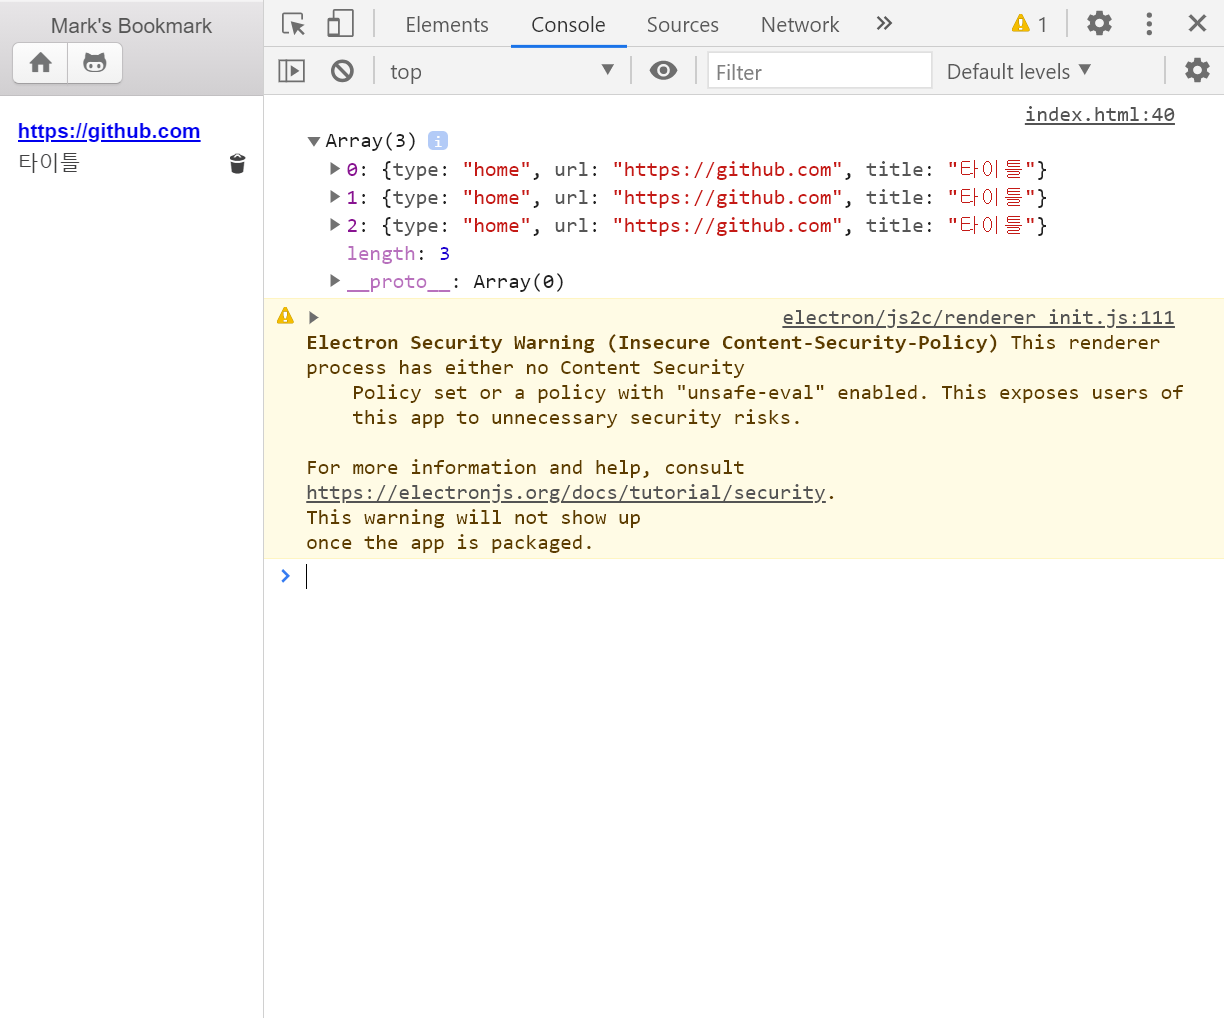 Mark's Bookmark
https://github.com
타이틀
Elements Console Sources Network 1
top Filter Default levels
index.html:40
Array(3) i
0: {type: "home", url: "https://github.com", title: "타이틀"}
1: {type: "home", url: "https://github.com", title: "타이틀"}
2: {type: "home", url: "https://github.com", title: "타이틀"}
length: 3
__proto__: Array(0)
electron/js2c/renderer_init.js:111
Electron Security Warning (Insecure Content-Security-Policy) This renderer
process has either no Content Security
Policy set or a policy with "unsafe-eval" enabled. This exposes users of
this app to unnecessary security risks.
For more information and help, consult
https://electronjs.org/docs/tutorial/security.
This warning will not show up
once the app is packaged.